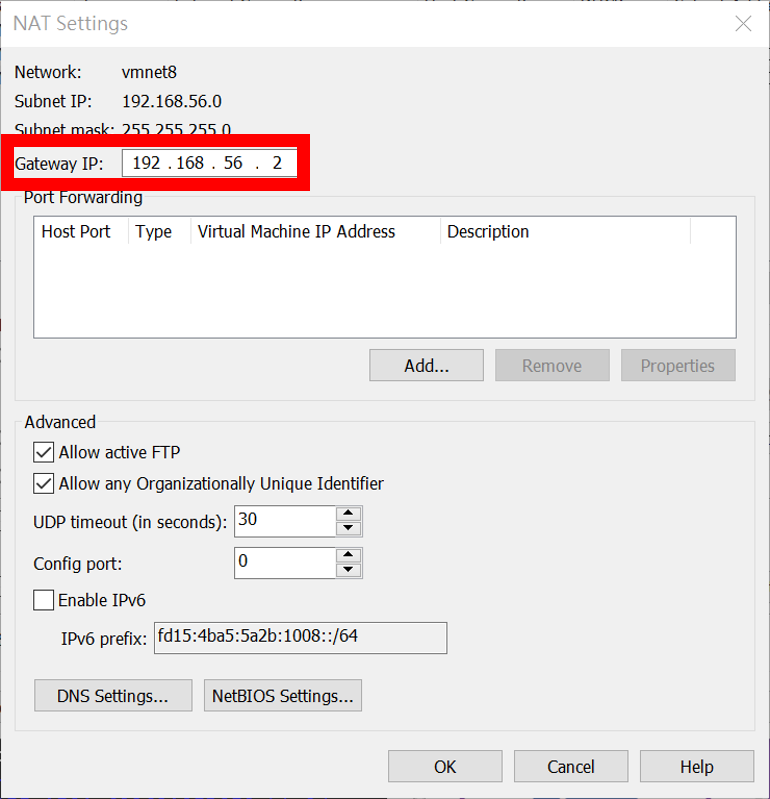 NAT Settings
Network: vmnet8
Subnet IP: 192.168.56.0
Subnet mask: 255.255.255.0
Gateway IP: 192 . 168 . 56 . 2
Port Forwarding
Host Port Type Virtual Machine IP Address Description
Add... Remove Properties
Advanced
Allow active FTP
Allow any Organizationally Unique Identifier
UDP timeout (in seconds): 30
Config port: 0
Enable IPv6
IPv6 prefix: fd15:4ba5:5a2b:1008::/64
DNS Settings... NetBIOS Settings...
OK Cancel Help